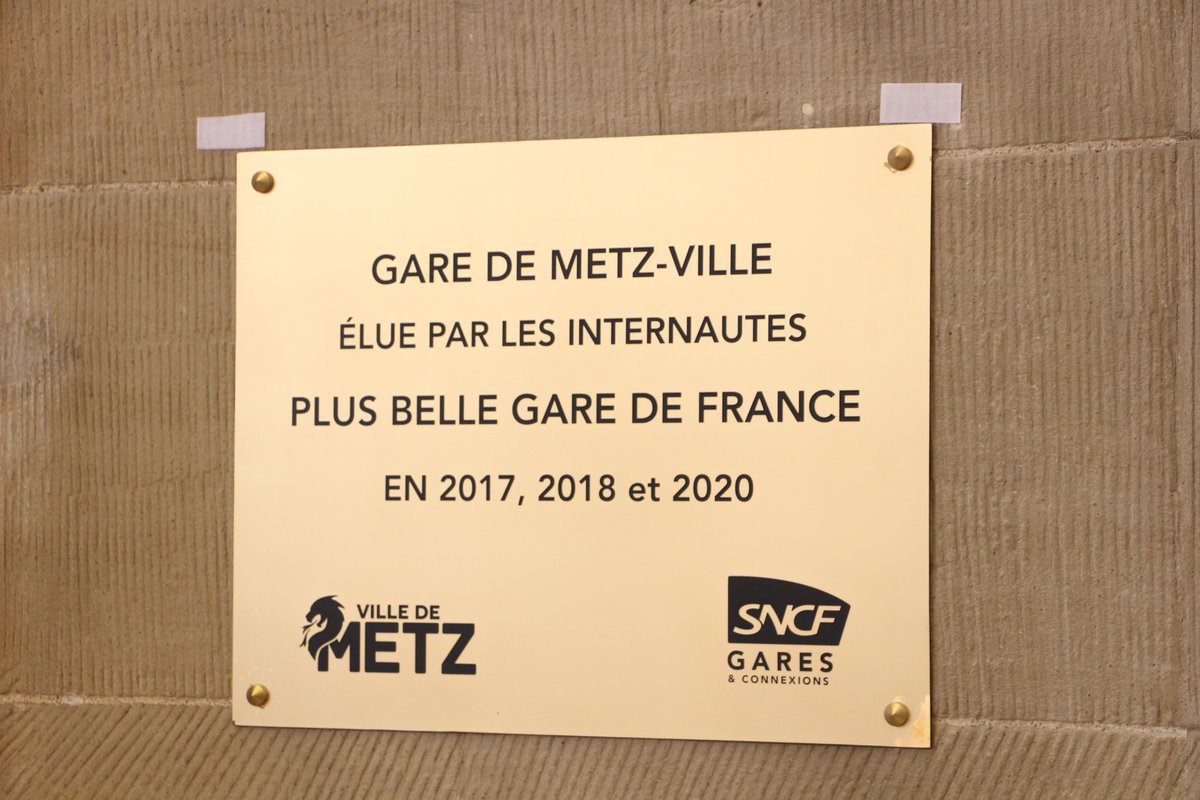 GARE DE METZ-VILLE
ÉLUE PAR LES INTERNAUTES
PLUS BELLE GARE DE FRANCE
EN 2017, 2018 et 2020
VILLE DE
METZ
SNCF
GARES
& CONNEXIONS